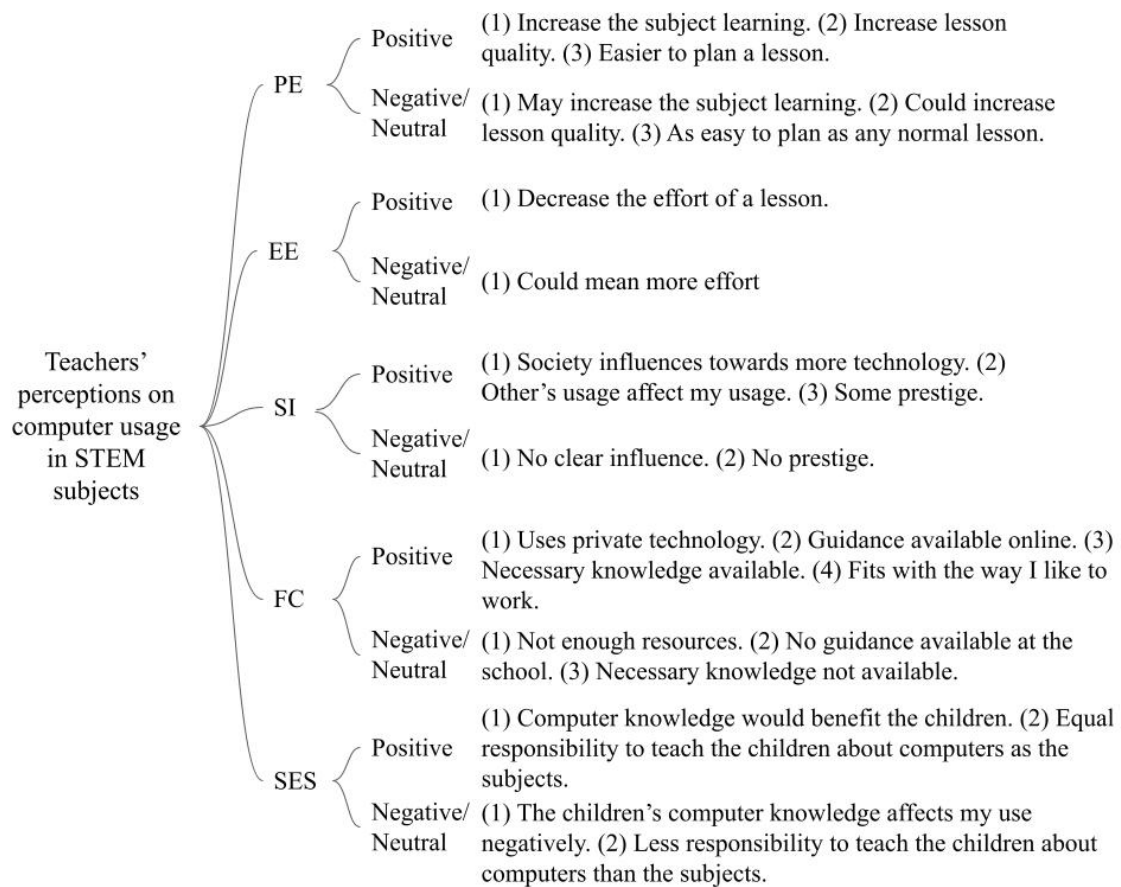 Teachers’
perceptions on
computer usage
in STEM
subjects
PE
Positive
(1) Increase the subject learning. (2) Increase lesson
quality. (3) Easier to plan a lesson.
Negative/
Neutral
(1) May increase the subject learning. (2) Could increase
lesson quality. (3) As easy to plan as any normal lesson.
EE
Positive
(1) Decrease the effort of a lesson.
Negative/
Neutral
(1) Could mean more effort
SI
Positive
(1) Society influences towards more technology. (2)
Other’s usage affect my usage. (3) Some prestige.
Negative/
Neutral
(1) No clear influence. (2) No prestige.
FC
Positive
(1) Uses private technology. (2) Guidance available online. (3)
Necessary knowledge available. (4) Fits with the way I like to
work.
Negative/
Neutral
(1) Not enough resources. (2) No guidance available at the
school. (3) Necessary knowledge not available.
SES
Positive
(1) Computer knowledge would benefit the children. (2) Equal
responsibility to teach the children about computers as the
subjects.
Negative/
Neutral
(1) The children’s computer knowledge affects my use
negatively. (2) Less responsibility to teach the children about
computers than the subjects.